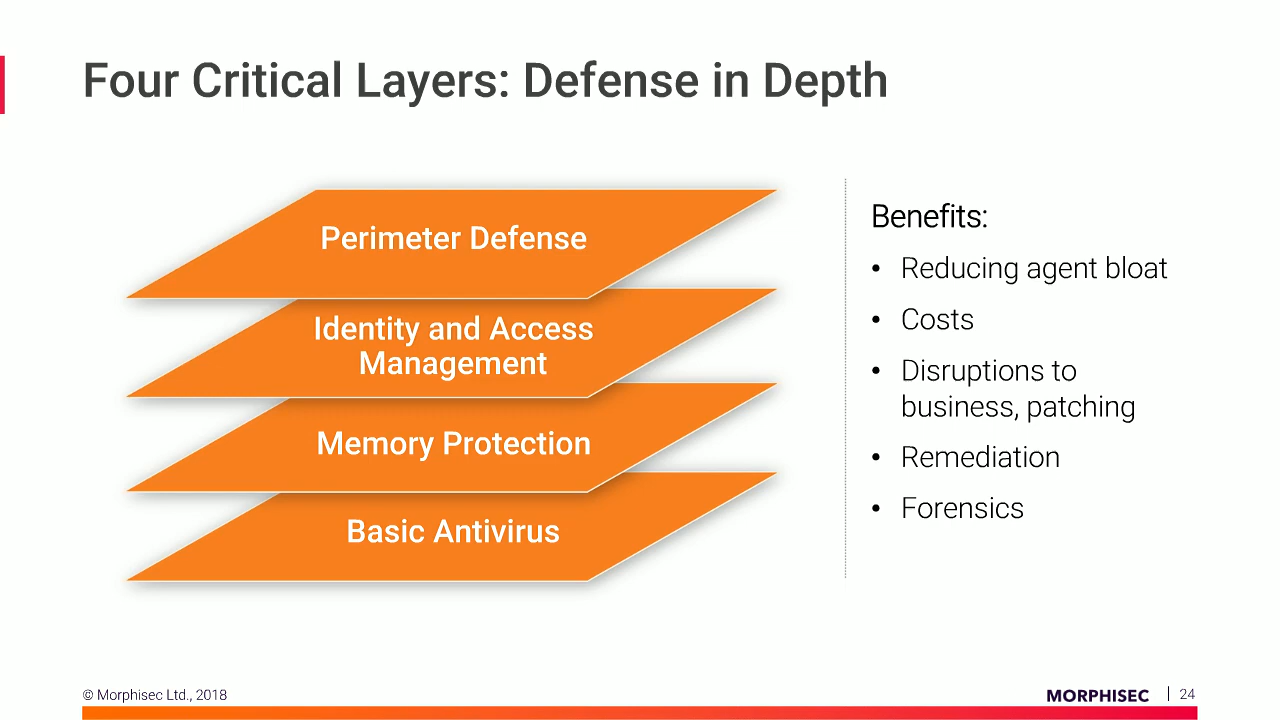 Four Critical Layers: Defense in Depth
Perimeter Defense
Identity and Access
Management
Memory Protection
Basic Antivirus
Benefits:
• Reducing agent bloat
• Costs
• Disruptions to
business, patching
• Remediation
• Forensics
© Morphisec Ltd., 2018
MORPHISEC | 24